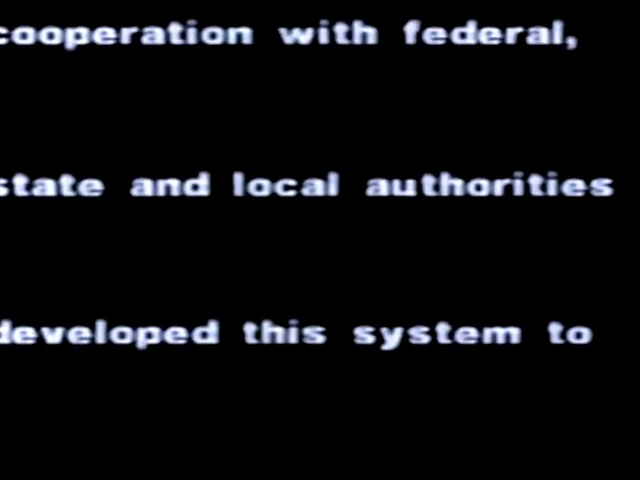 cooperation with federal,
state and local authorities
developed this system to